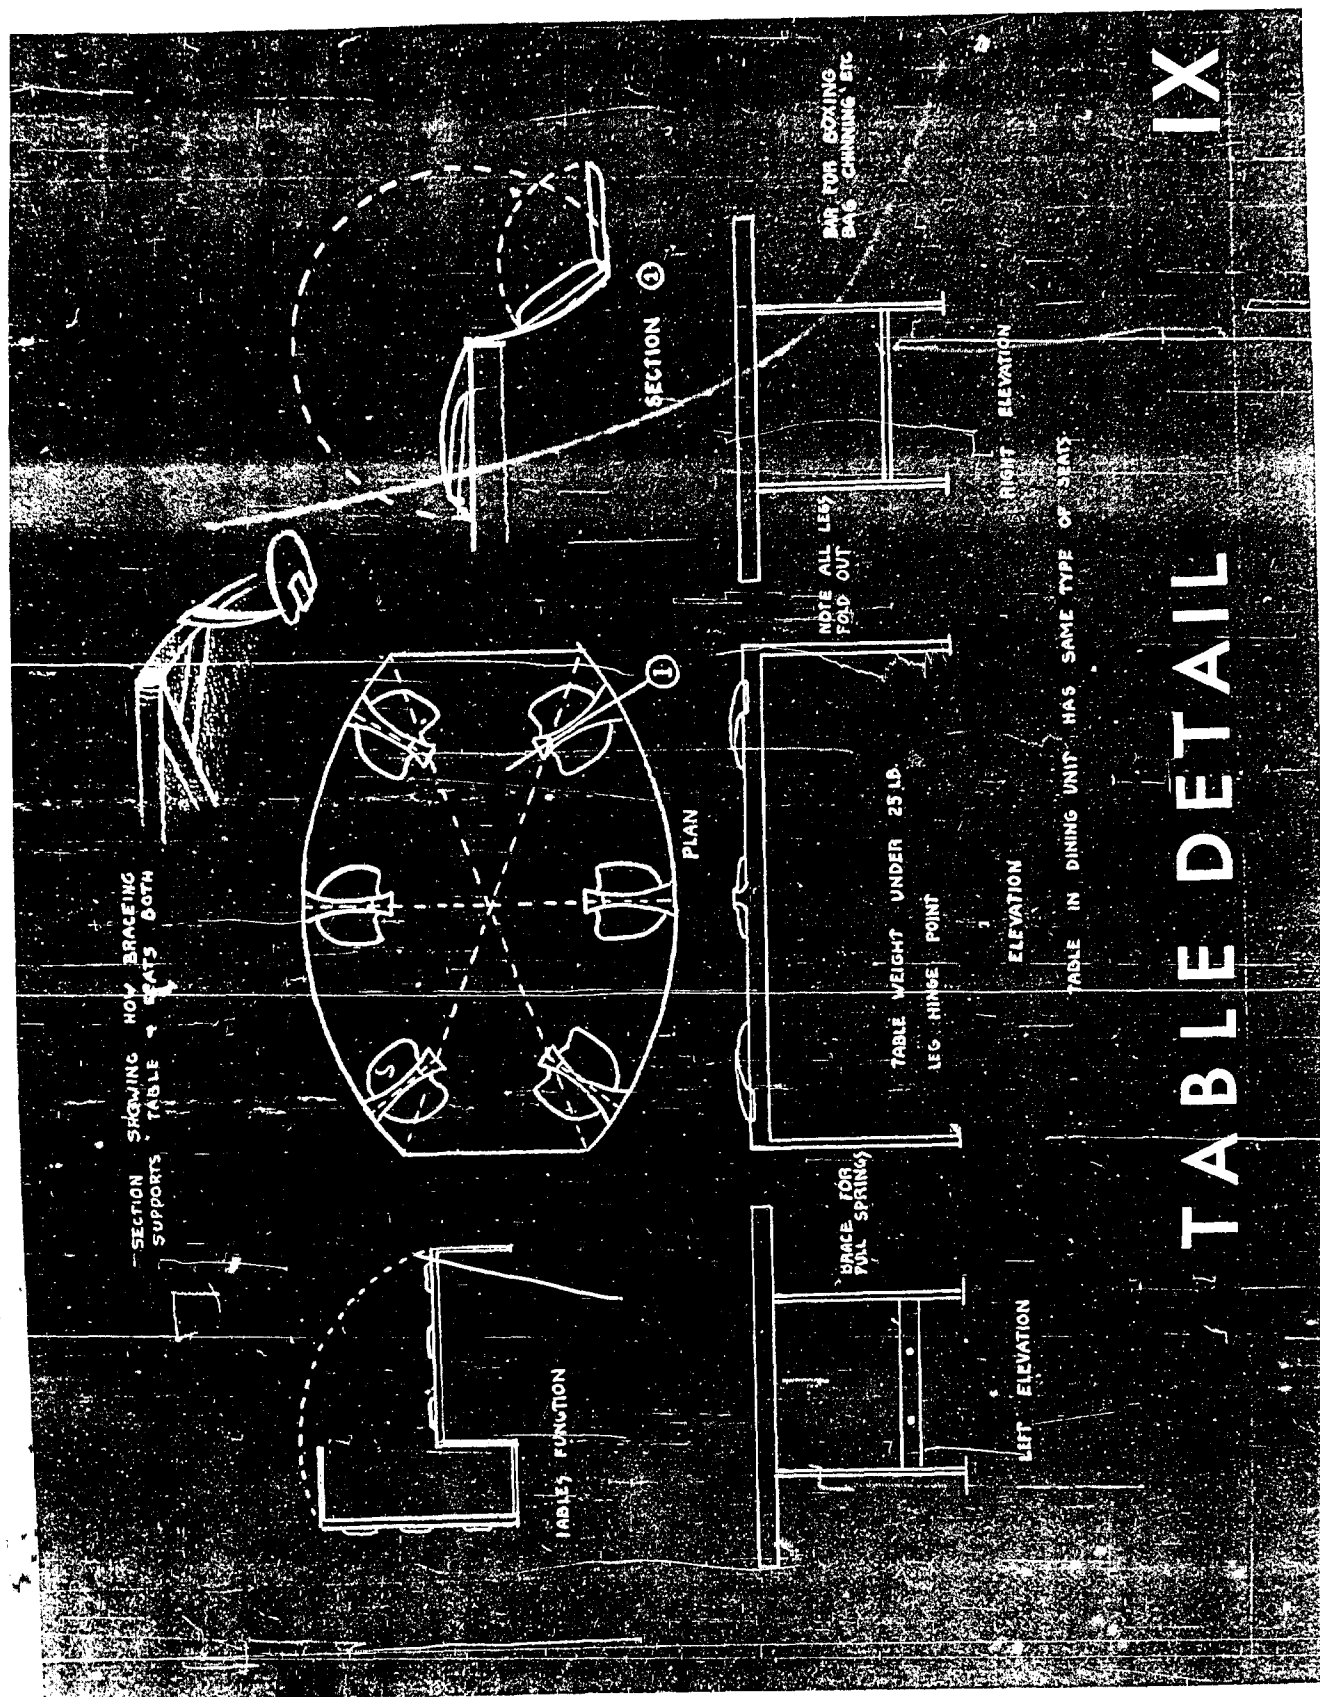 SECTION SHOWING HOW BRACEING
SUPPORTS TABLE & SEATS BOTH
SECTION ①
①
PLAN
TABLES FUNCTION
BRACE FOR
PULL SPRINGS
TABLE WEIGHT UNDER 25 LB.
LEG HINGE POINT
NOTE ALL LEGS
FOLD OUT
BAR FOR BOXING
BAG CHINNING ETC
LEFT ELEVATION
ELEVATION
RIGHT ELEVATION
TABLE IN DINING UNIT HAS SAME TYPE OF SEATS.
TABLE DETAIL IX